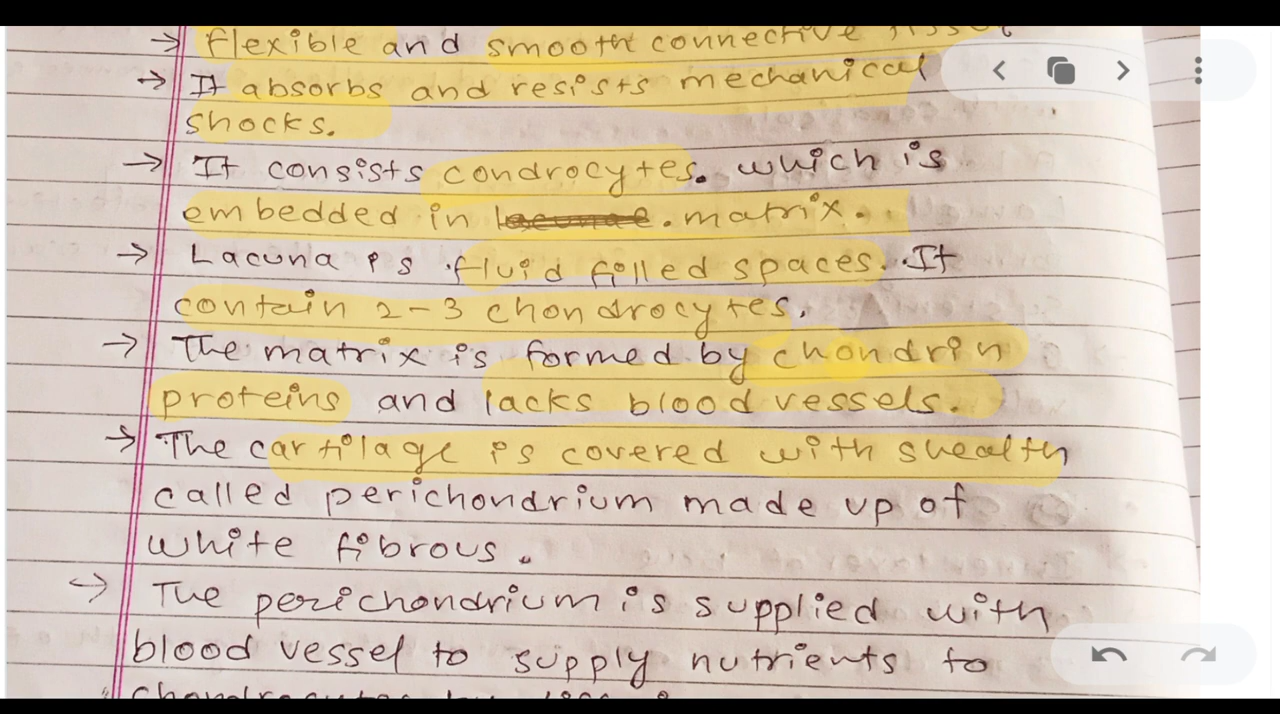 → flexible and smooth connective
→ It absorbs and resists mechanical
shocks.
→ It consists condrocytes. which is
embedded in lacunae. matrix.
→ Lacuna is fluid filled spaces. It
contain 2-3 chondrocytes.
→ The matrix is formed by chondrin
proteins and lacks blood vessels.
→ The cartilage is covered with shealth
called perichondrium made up of
white fibrous.
→ The perichondrium is supplied with
blood vessel to supply nutrients to